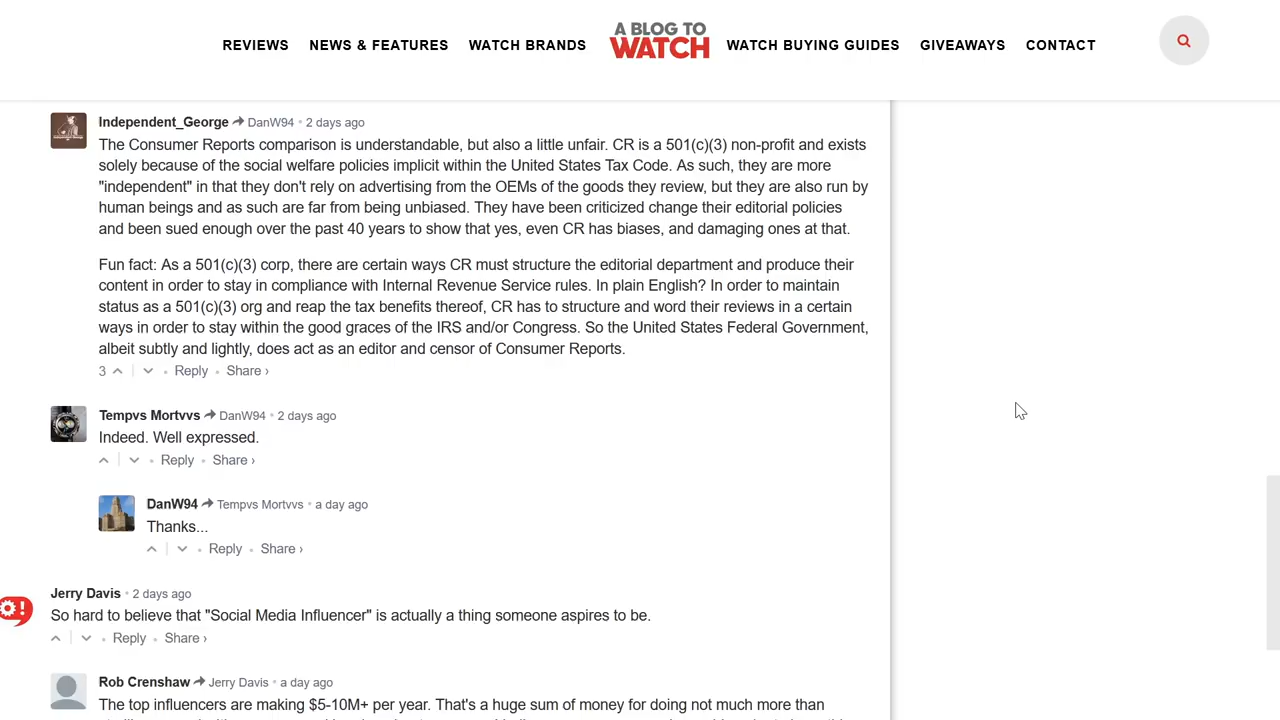 REVIEWS NEWS & FEATURES WATCH BRANDS A BLOG TO WATCH WATCH BUYING GUIDES GIVEAWAYS CONTACT
Independent_George DanW94 • 2 days ago
The Consumer Reports comparison is understandable, but also a little unfair. CR is a 501(c)(3) non-profit and exists
solely because of the social welfare policies implicit within the United States Tax Code. As such, they are more
"independent" in that they don't rely on advertising from the OEMs of the goods they review, but they are also run by
human beings and as such are far from being unbiased. They have been criticized change their editorial policies
and been sued enough over the past 40 years to show that yes, even CR has biases, and damaging ones at that.
Fun fact: As a 501(c)(3) corp, there are certain ways CR must structure the editorial department and produce their
content in order to stay in compliance with Internal Revenue Service rules. In plain English? In order to maintain
status as a 501(c)(3) org and reap the tax benefits thereof, CR has to structure and word their reviews in a certain
ways in order to stay within the good graces of the IRS and/or Congress. So the United States Federal Government,
albeit subtly and lightly, does act as an editor and censor of Consumer Reports.
3 • Reply • Share ›
Tempvs Mortvvs DanW94 • 2 days ago
Indeed. Well expressed.
• Reply • Share ›
DanW94 Tempvs Mortvvs • a day ago
Thanks...
• Reply • Share ›
Jerry Davis • 2 days ago
So hard to believe that "Social Media Influencer" is actually a thing someone aspires to be.
• Reply • Share ›
Rob Crenshaw Jerry Davis • a day ago
The top influencers are making $5-10M+ per year. That's a huge sum of money for doing not much more than